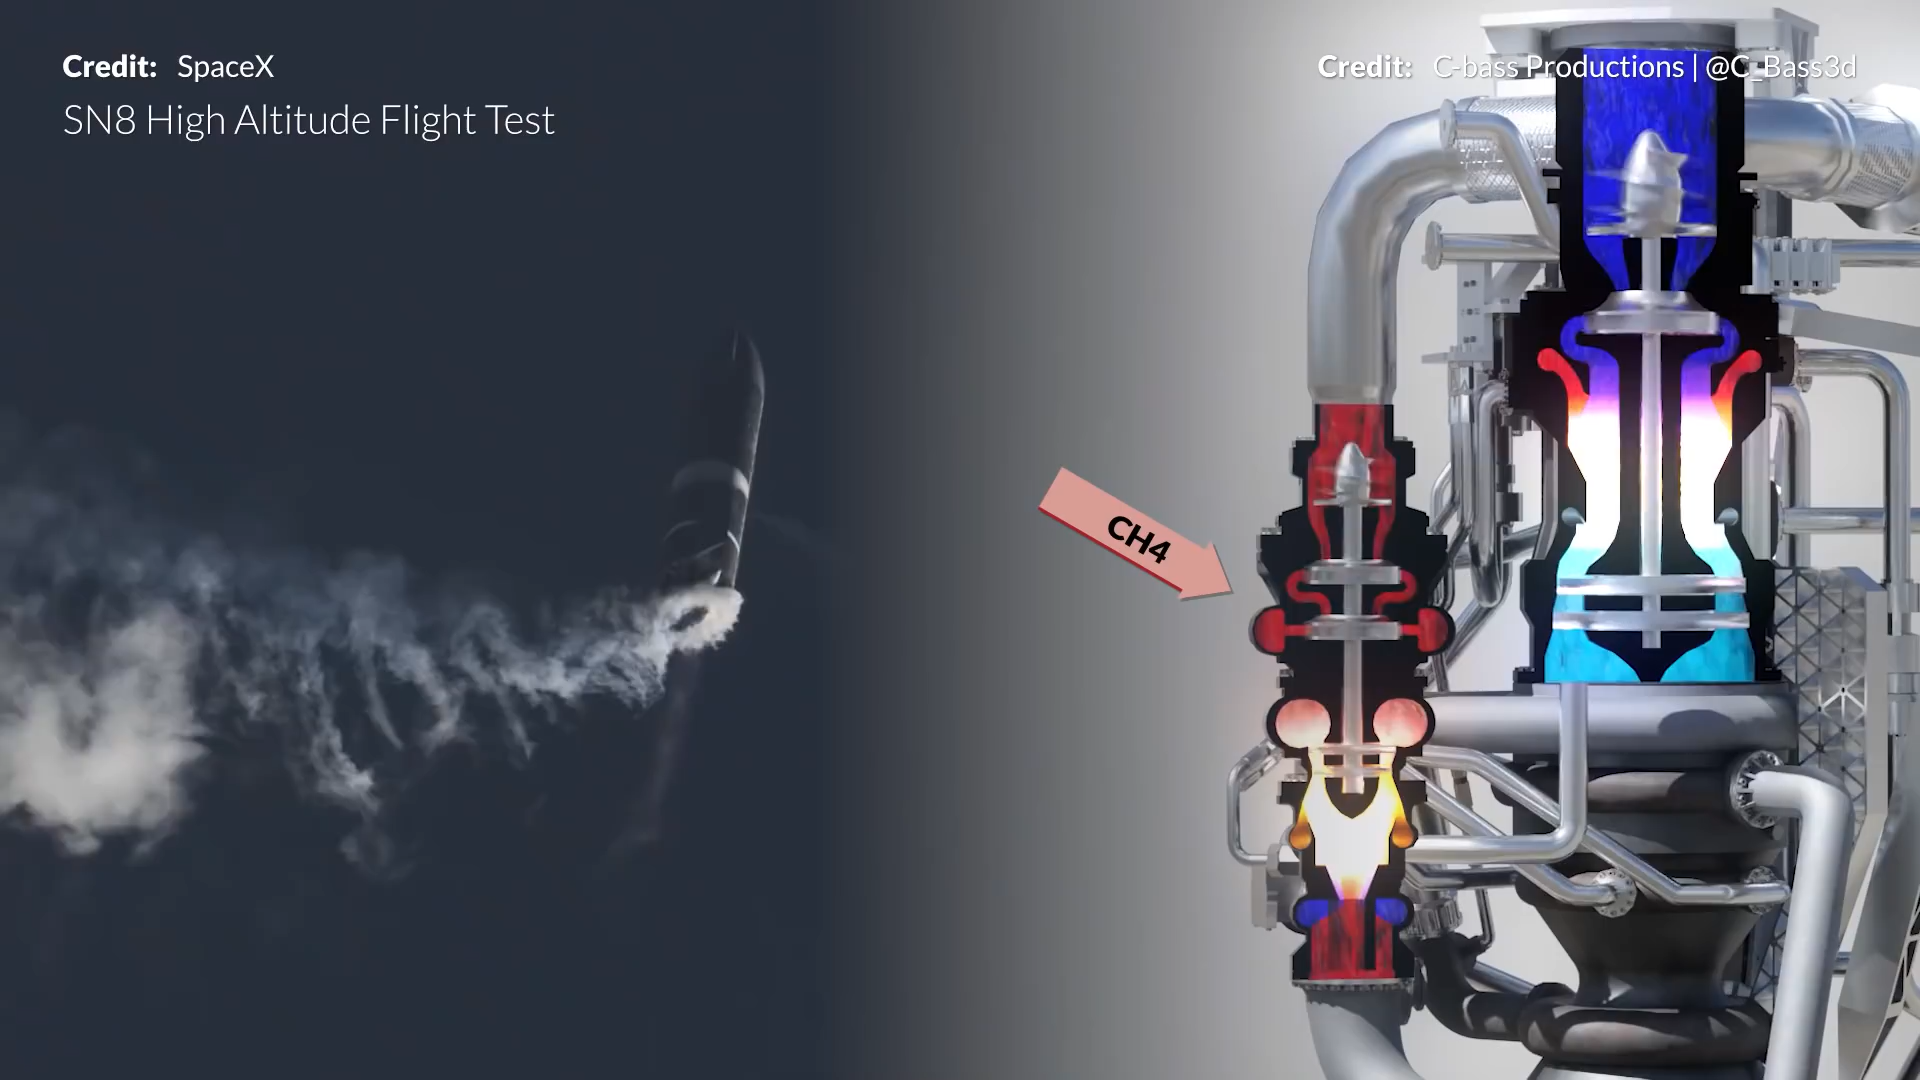 Credit: SpaceX
SN8 High Altitude Flight Test
Credit: C-bass Productions | @C_Bass3d
CH4